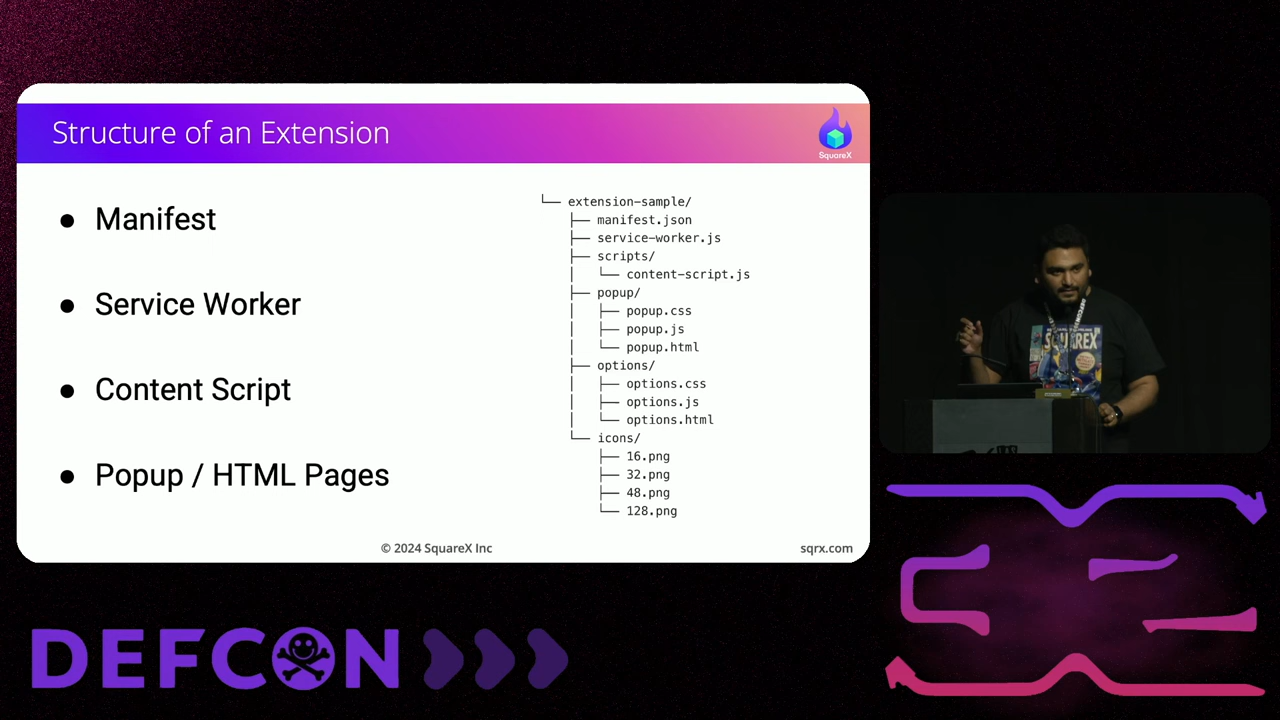 Structure of an Extension
SquareX
● Manifest
● Service Worker
● Content Script
● Popup / HTML Pages
└── extension-sample/
├── manifest.json
├── service-worker.js
├── scripts/
│ └── content-script.js
├── popup/
│ ├── popup.css
│ ├── popup.js
│ └── popup.html
├── options/
│ ├── options.css
│ ├── options.js
│ └── options.html
└── icons/
├── 16.png
├── 32.png
├── 48.png
└── 128.png
© 2024 SquareX Inc
sqrx.com
DEFCON
SQUAREX
DEFCON